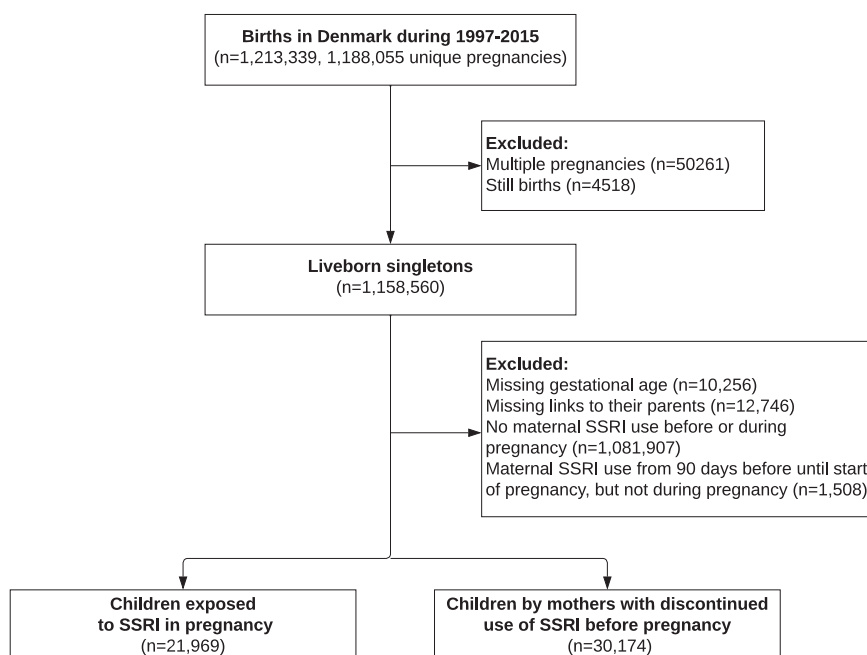 Births in Denmark during 1997-2015
(n=1,213,339, 1,188,055 unique pregnancies)
Excluded:
Multiple pregnancies (n=50261)
Still births (n=4518)
Liveborn singletons
(n=1,158,560)
Excluded:
Missing gestational age (n=10,256)
Missing links to their parents (n=12,746)
No maternal SSRI use before or during
pregnancy (n=1,081,907)
Maternal SSRI use from 90 days before until start
of pregnancy, but not during pregnancy (n=1,508)
Children exposed
to SSRI in pregnancy
(n=21,969)
Children by mothers with discontinued
use of SSRI before pregnancy
(n=30,174)